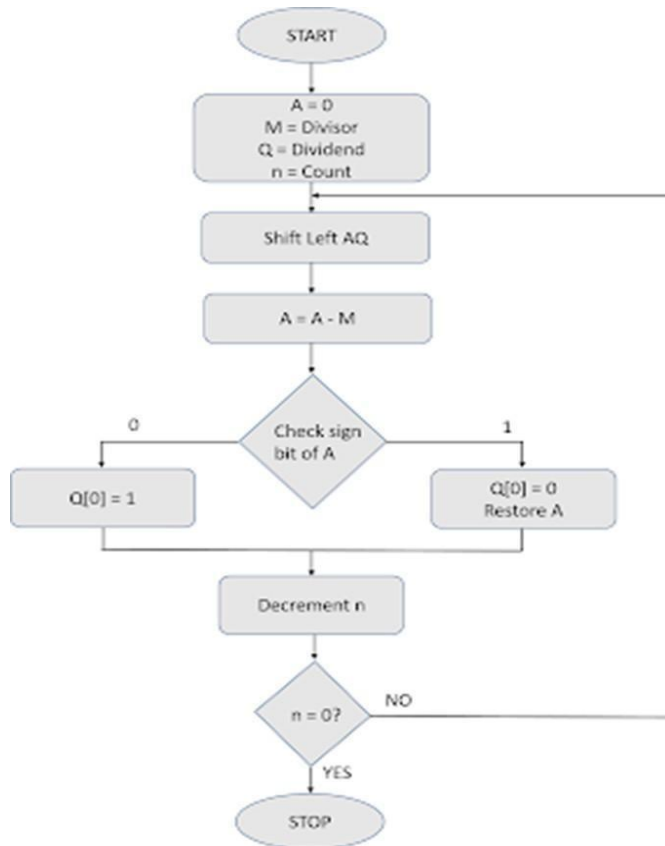 START
A = 0
M = Divisor
Q = Dividend
n = Count
Shift Left AQ
A = A - M
Check sign
bit of A
0
1
Q[0] = 1
Q[0] = 0
Restore A
Decrement n
n = 0?
NO
YES
STOP